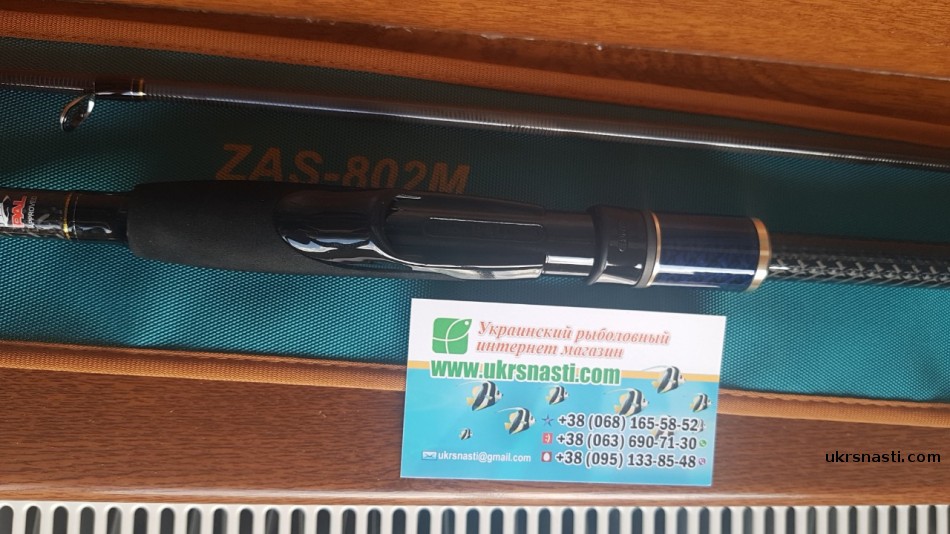 ZAS-802M
Украинский рыболовный
интернет магазин
www.ukrsnasti.com
+38 (068) 165-58-52
+38 (063) 690-71-30
ukrsnasti@gmail.com
+38 (095) 133-85-48
ukrsnasti.com